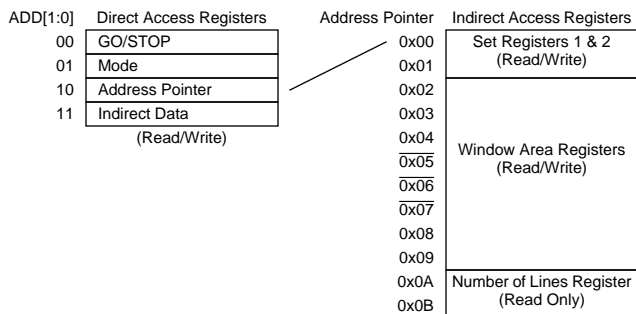 ADD[1:0] Direct Access Registers
00 GO/STOP
01 Mode
10 Address Pointer
11 Indirect Data
(Read/Write)
Address Pointer Indirect Access Registers
0x00 Set Registers 1 & 2
0x01 (Read/Write)
0x02
0x03
0x04
0x05 Window Area Registers
0x06 (Read/Write)
0x07
0x08
0x09
0x0A Number of Lines Register
0x0B (Read Only)